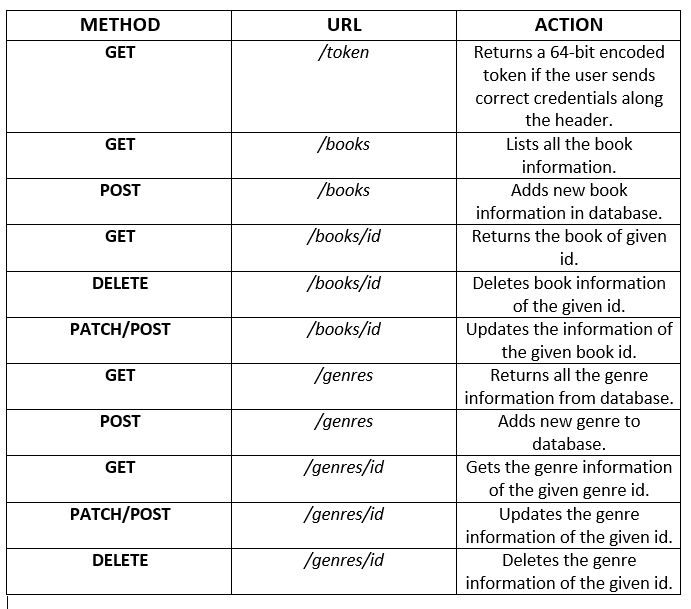 METHOD URL ACTION
GET /token Returns a 64-bit encoded
token if the user sends
correct credentials along
the header.
GET /books Lists all the book
information.
POST /books Adds new book
information in database.
GET /books/id Returns the book of given
id.
DELETE /books/id Deletes book information
of the given id.
PATCH/POST /books/id Updates the information of
the given book id.
GET /genres Returns all the genre
information from database.
POST /genres Adds new genre to
database.
GET /genres/id Gets the genre information
of the given genre id.
PATCH/POST /genres/id Updates the genre
information of the given id.
DELETE /genres/id Deletes the genre
information of the given id.